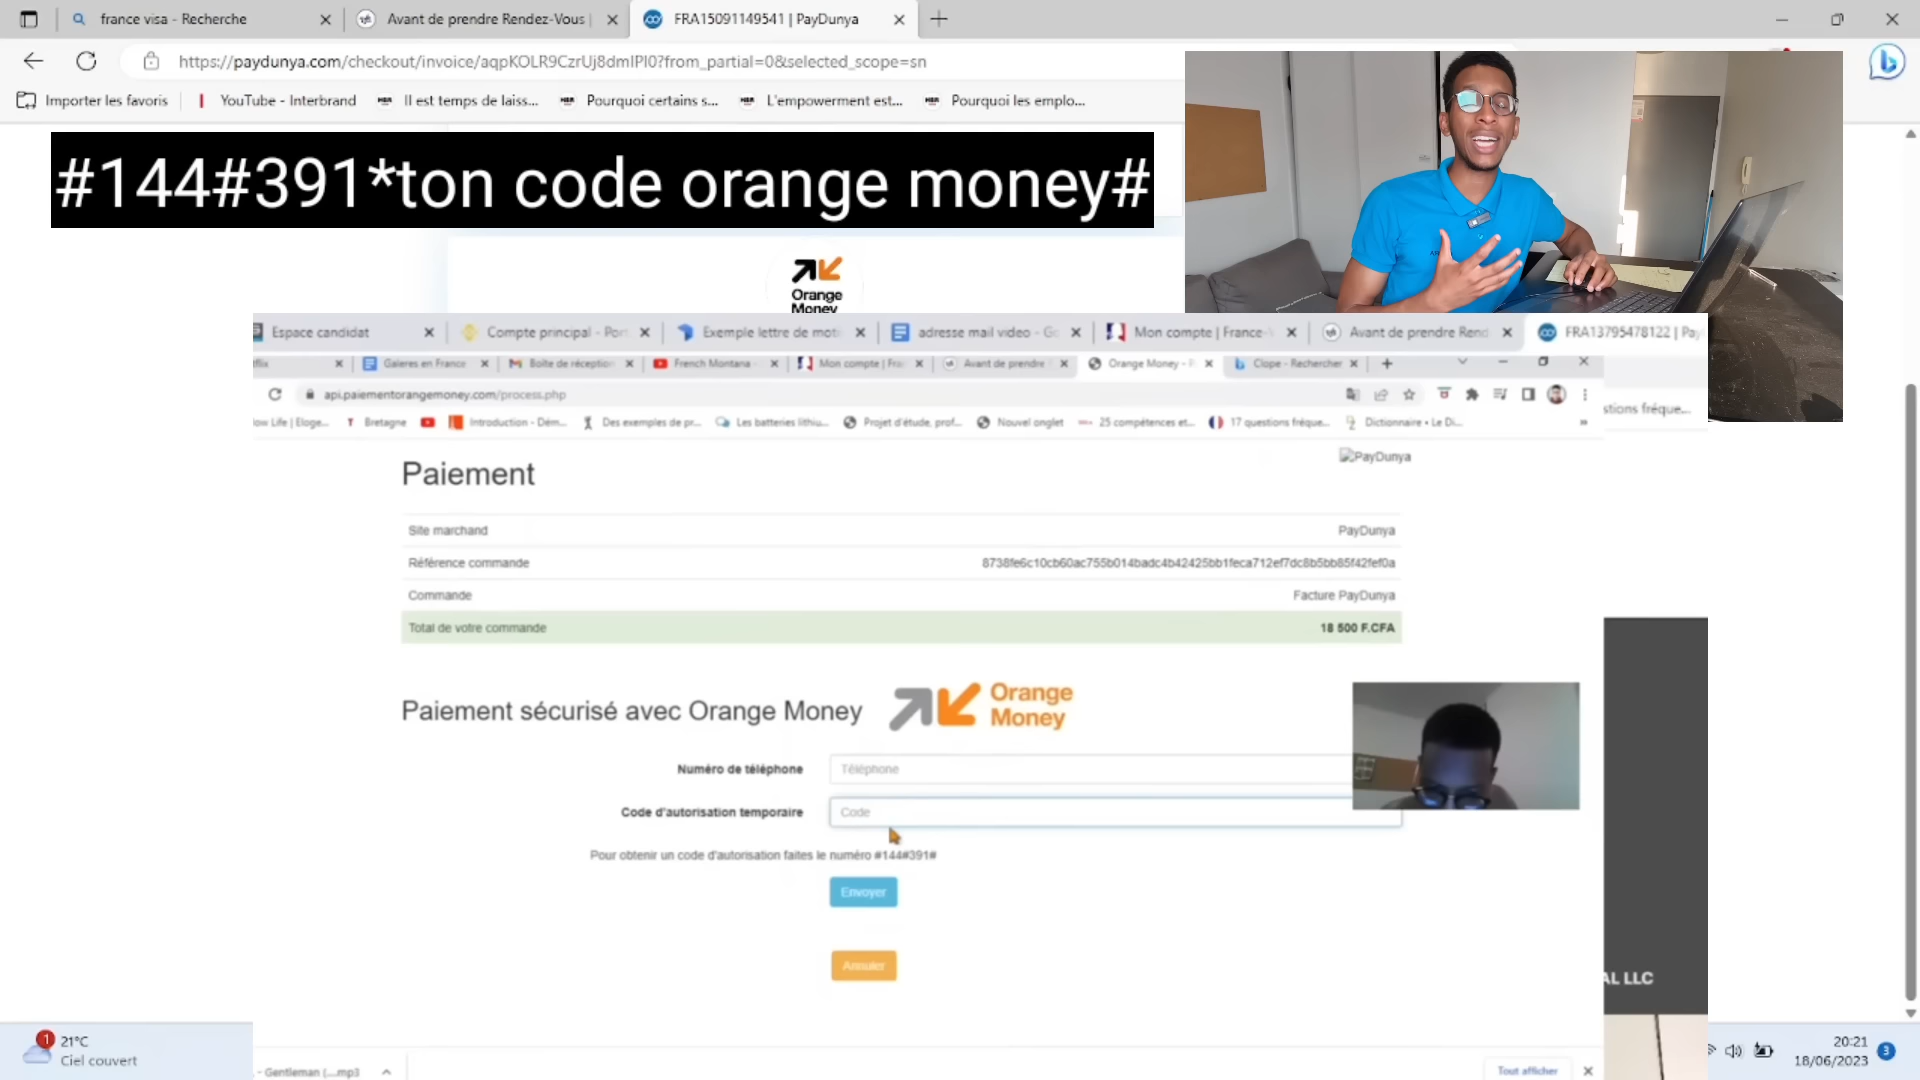 france visa - Recherche
Avant de prendre Rendez-Vous
FRA15091149541 | PayDunya
https://paydunya.com/checkout/invoice/aqpKOLR9CzrUj8dmIPI0?from_partial=0&selected_scope=sn
Importer les favoris
YouTube - Interbrand
Il est temps de laiss...
Pourquoi certains s...
L'empowerment est...
Pourquoi les emplo...
#144#391*ton code orange money#
Orange
Money
Espace candidat
Compte principal - Por
Exemple lettre de moti
adresse mail video - Go
Mon compte | France-
Avant de prendre Rend
FRA13795478122 | Pay
flix
Galeres en France
Boîte de réception
French Montana -
Mon compte | Fra
Avant de prendre
Orange Money -
Clope - Rechercher
api.paiementorangemoney.com/process.php
stions fréque...
low Life | Eloge...
Bretagne
Introduction - Dém...
Des exemples de pr...
Les batteries lithiu...
Projet d'étude, prof...
Nouvel onglet
25 compétences et...
17 questions fréque...
Dictionnaire • Le Di...
Paiement
PayDunya
Site marchand
PayDunya
Référence commande
Commande
Facture PayDunya
Total de votre commande
18 500 F.CFA
Paiement sécurisé avec Orange Money
Orange
Money
Numéro de téléphone
Téléphone
Code d'autorisation temporaire
Code
Pour obtenir un code d'autorisation faites le numéro #144#391#
Envoyer
Annuler
AL LLC
1
21°C
Ciel couvert
- Gentleman (....mp3
Tout afficher
20:21
18/06/2023
3